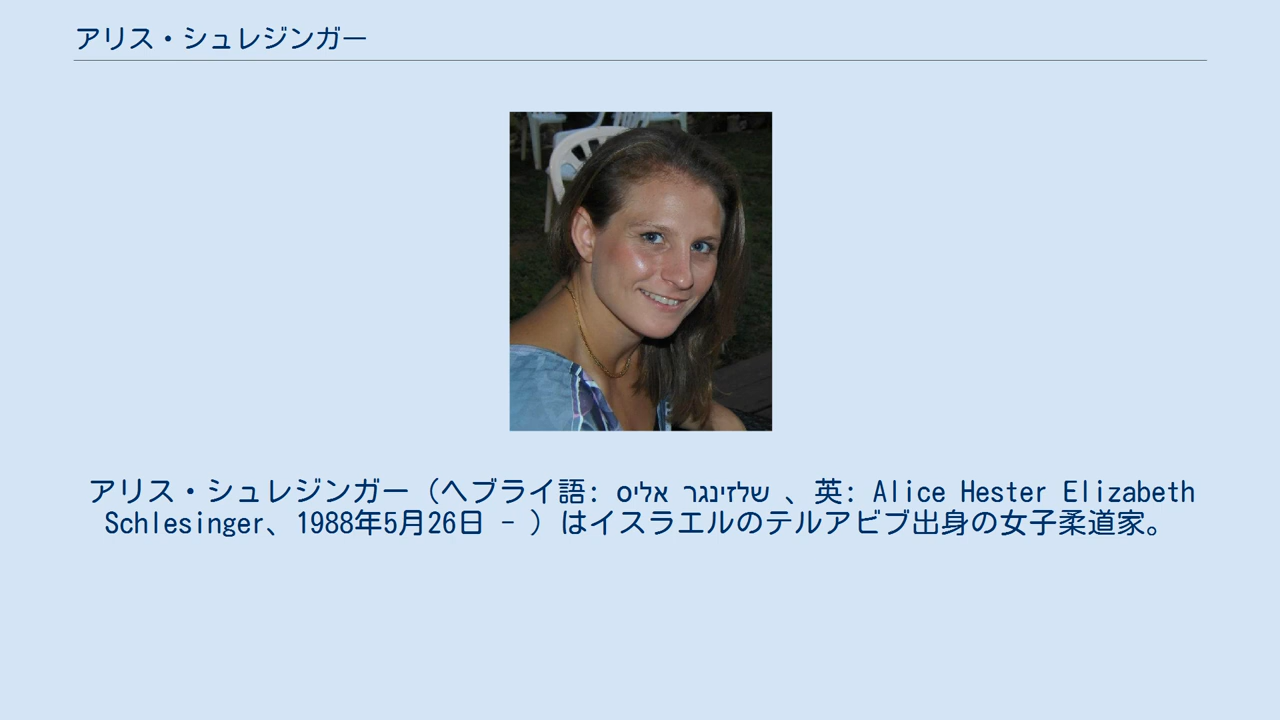 アリス・シュレジンガー
アリス・シュレジンガー（ヘブライ語: אליס שלזינגר 、英: Alice Hester Elizabeth
Schlesinger、1988年5月26日 - ）はイスラエルのテルアビブ出身の女子柔道家。